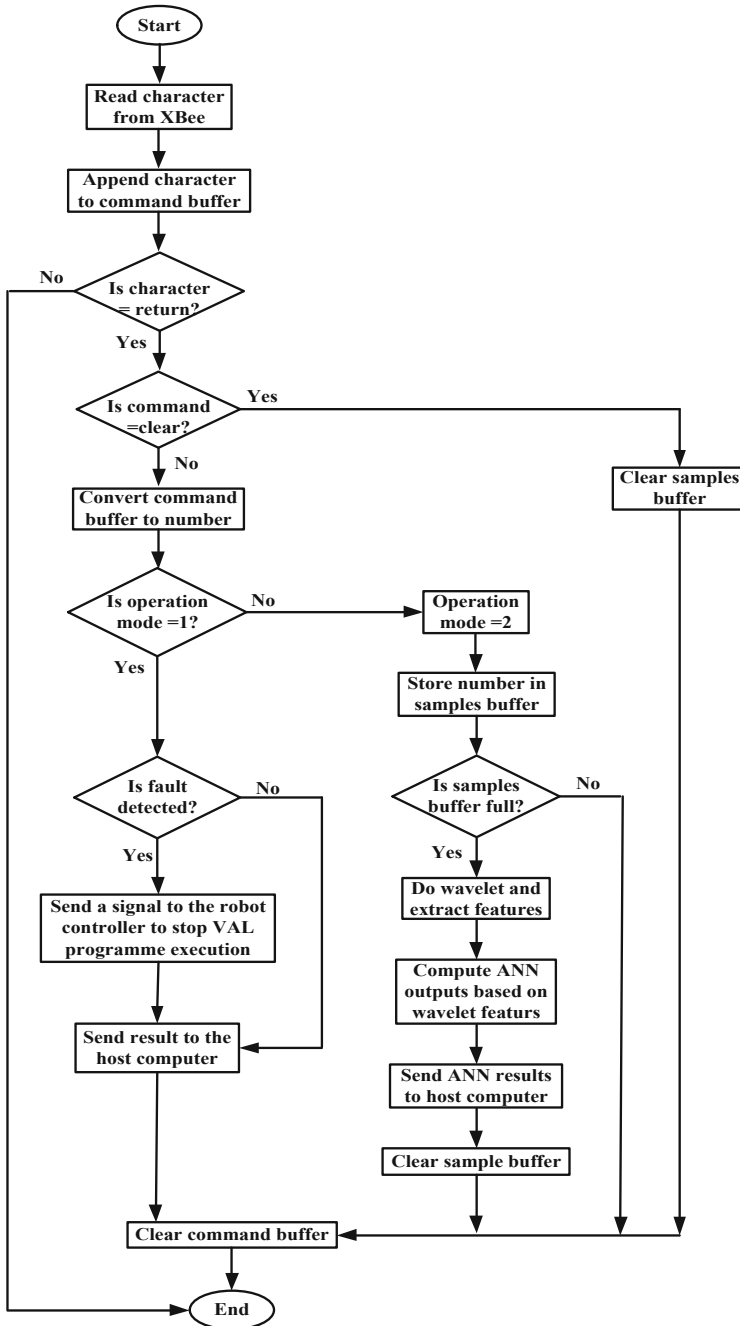 Start
Read character
from XBee
Append character
to command buffer
No
Is character
= return?
Yes
Is command
=clear?
Yes
No
Clear samples
buffer
Convert command
buffer to number
Is operation
mode =1?
No
Operation
mode =2
Yes
Store number in
samples buffer
Is fault
detected?
No
Is samples
buffer full?
No
Yes
Yes
Send a signal to the robot
controller to stop VAL
programme execution
Do wavelet and
extract features
Compute ANN
outputs based on
wavelet featurs
Send result to the
host computer
Send ANN results
to host computer
Clear sample buffer
Clear command buffer
End